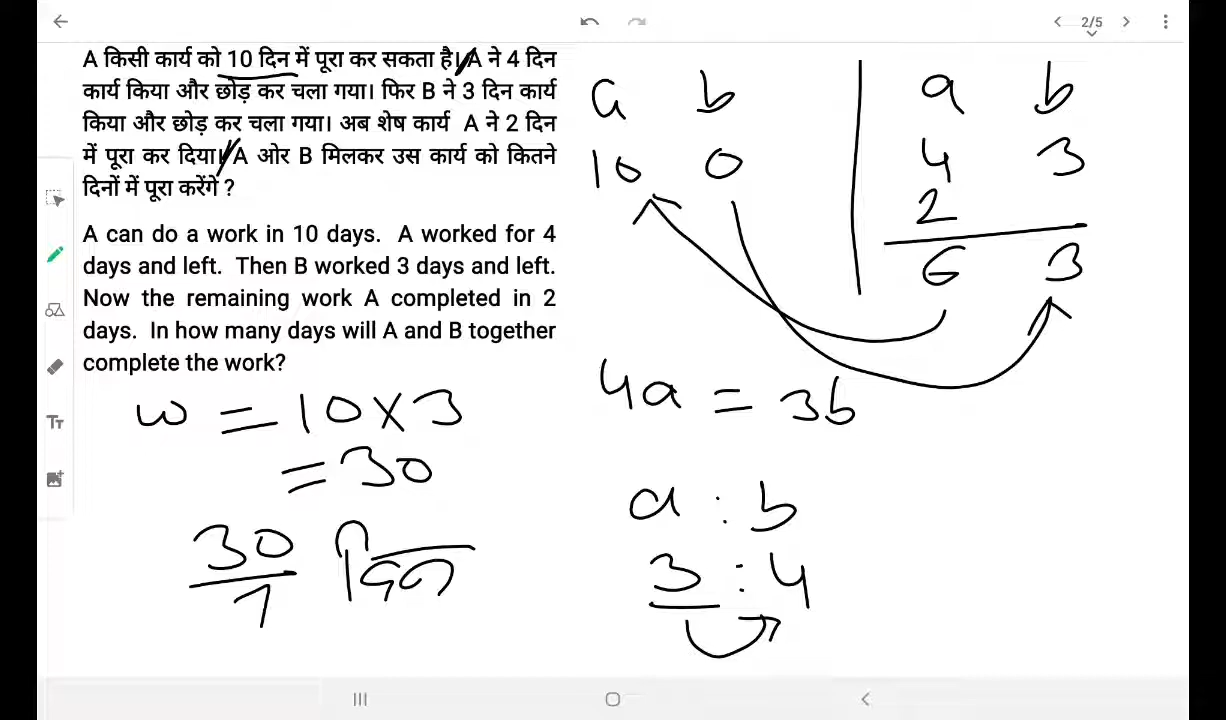 2/5
A किसी कार्य को 10 दिन में पूरा कर सकता है। A ने 4 दिन
कार्य किया और छोड़ कर चला गया। फिर B ने 3 दिन कार्य
किया और छोड़ कर चला गया। अब शेष कार्य A ने 2 दिन
में पूरा कर दिया। A ओर B मिलकर उस कार्य को कितने
दिनों में पूरा करेंगे ?
A can do a work in 10 days. A worked for 4
days and left. Then B worked 3 days and left.
Now the remaining work A completed in 2
days. In how many days will A and B together
complete the work?
w = 10 × 3
= 30
30/7 दिन
a b
10 0
a b
4 3
2
6 3
4a = 3b
a : b
3 : 4
Tт